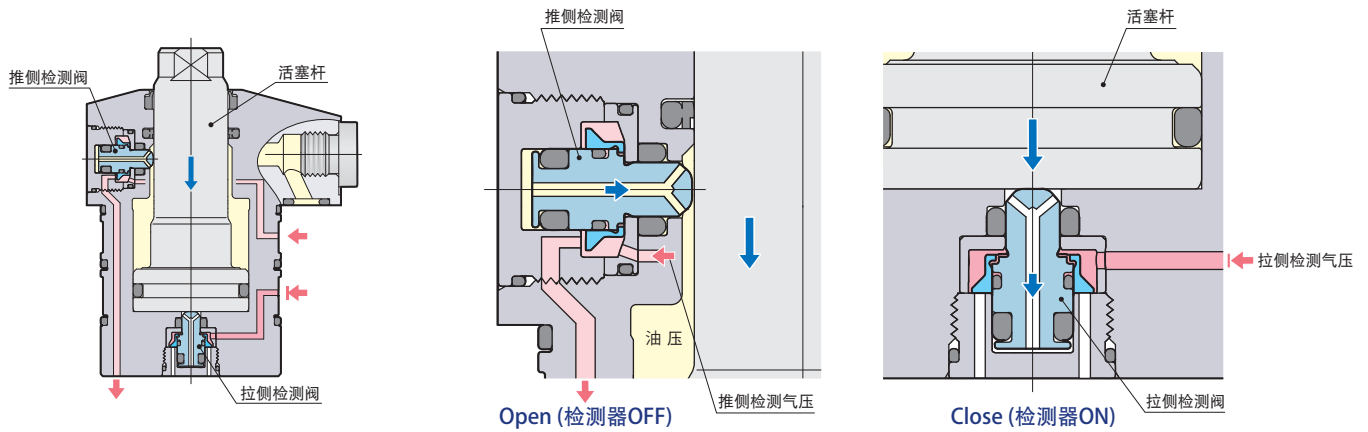 推侧检测阀
活塞杆
拉侧检测阀
推侧检测阀
油 压
推侧检测气压
Open (检测器OFF)
活塞杆
拉侧检测气压
拉侧检测阀
Close (检测器ON)